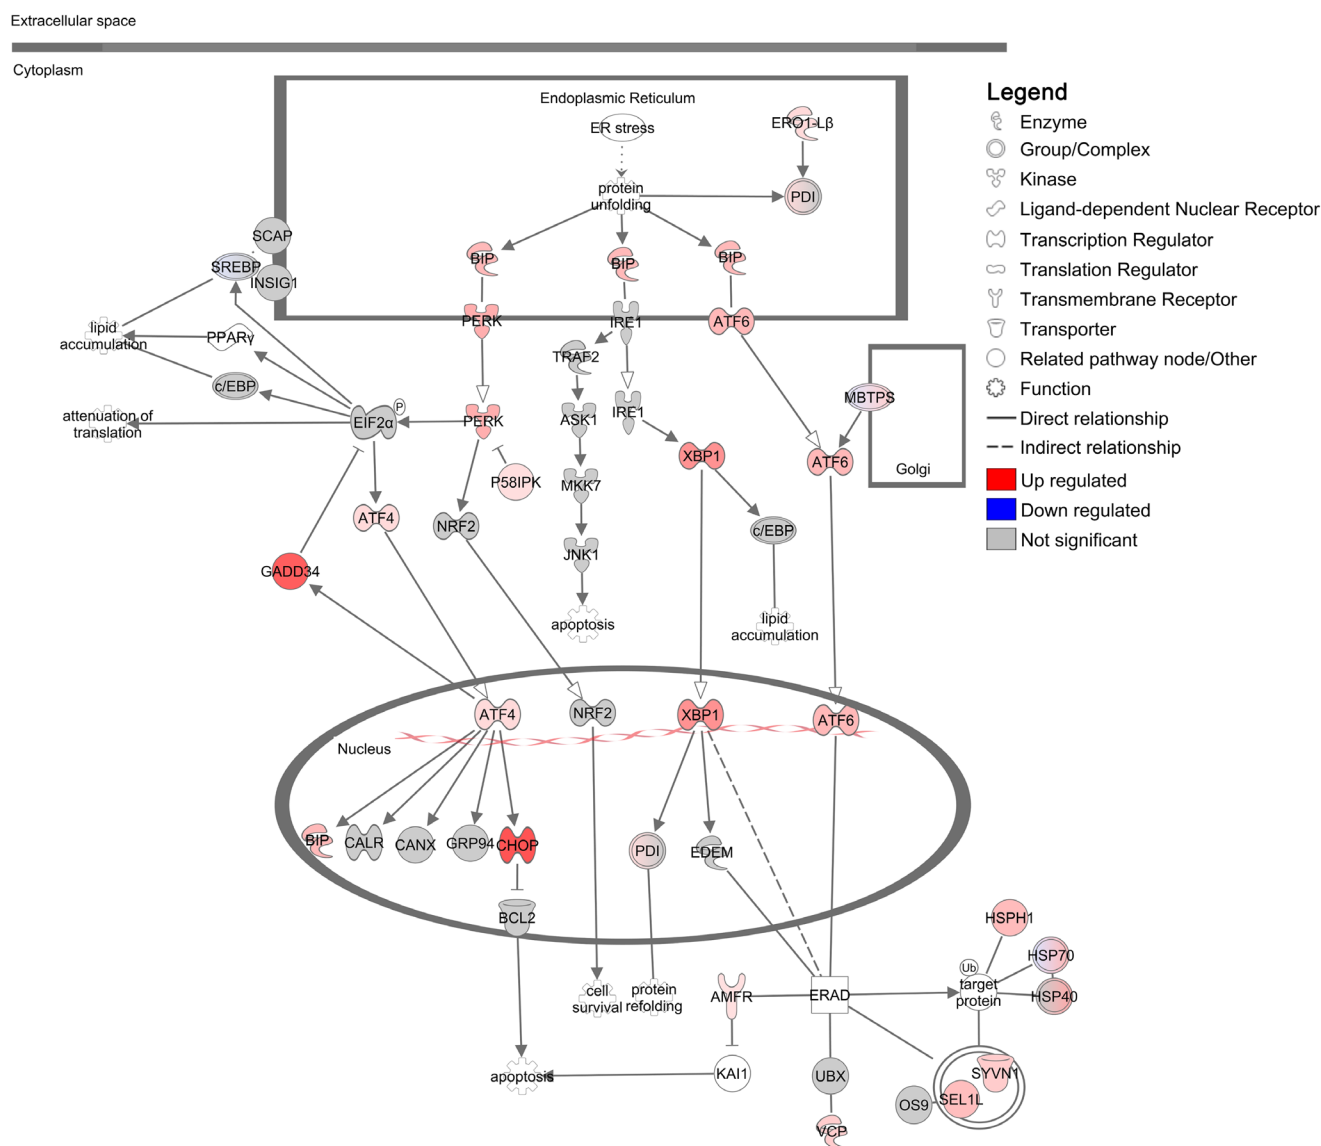 Extracellular space
Cytoplasm
Endoplasmic Reticulum
ER stress
ERO1-Lβ
protein
unfolding
PDI
SCAP
SREBP
INSIG1
BIP
BIP
BIP
PERK
IRE1
ATF6
lipid
accumulation
PPARγ
TRAF2
c/EBP
MBTPS
attenuation of
translation
P
EIF2α
PERK
ASK1
IRE1
XBP1
ATF6
Golgi
P58IPK
MKK7
ATF4
NRF2
c/EBP
JNK1
GADD34
apoptosis
lipid
accumulation
ATF4
NRF2
XBP1
ATF6
Nucleus
BIP
CALR
CANX
GRP94
CHOP
PDI
EDEM
BCL2
HSPH1
HSP70
Ub
target
protein
HSP40
cell
survival
protein
refolding
AMFR
ERAD
apoptosis
KAI1
UBX
SYVN1
OS9
SEL1L
VCP
Legend
Enzyme
Group/Complex
Kinase
Ligand-dependent Nuclear Receptor
Transcription Regulator
Translation Regulator
Transmembrane Receptor
Transporter
Related pathway node/Other
Function
Direct relationship
Indirect relationship
Up regulated
Down regulated
Not significant